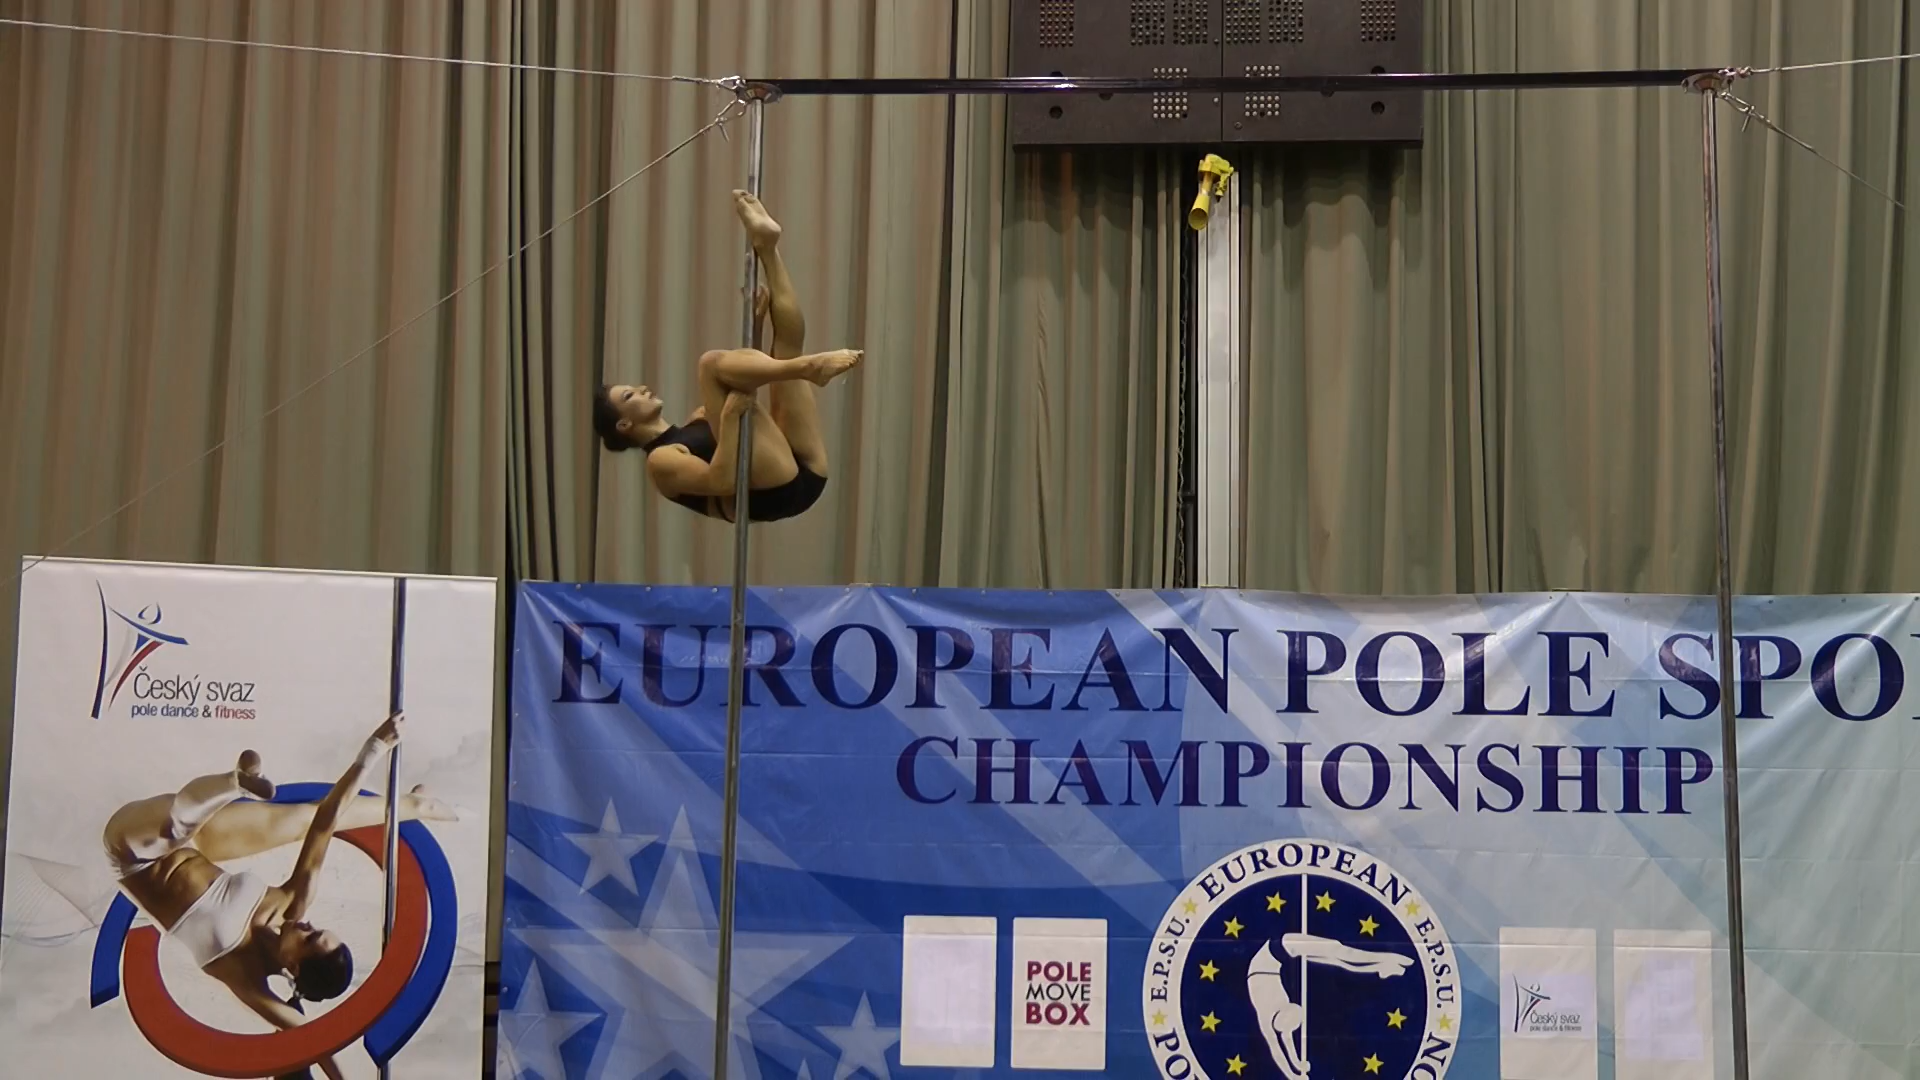 Český svaz
pole dance & fitness
EUROPEAN POLE SPO
CHAMPIONSHIP
EUROPEAN
E.P.S.U.
E.P.S.U.
POLE
MOVE
BOX
Český svaz
pole dance & fitness